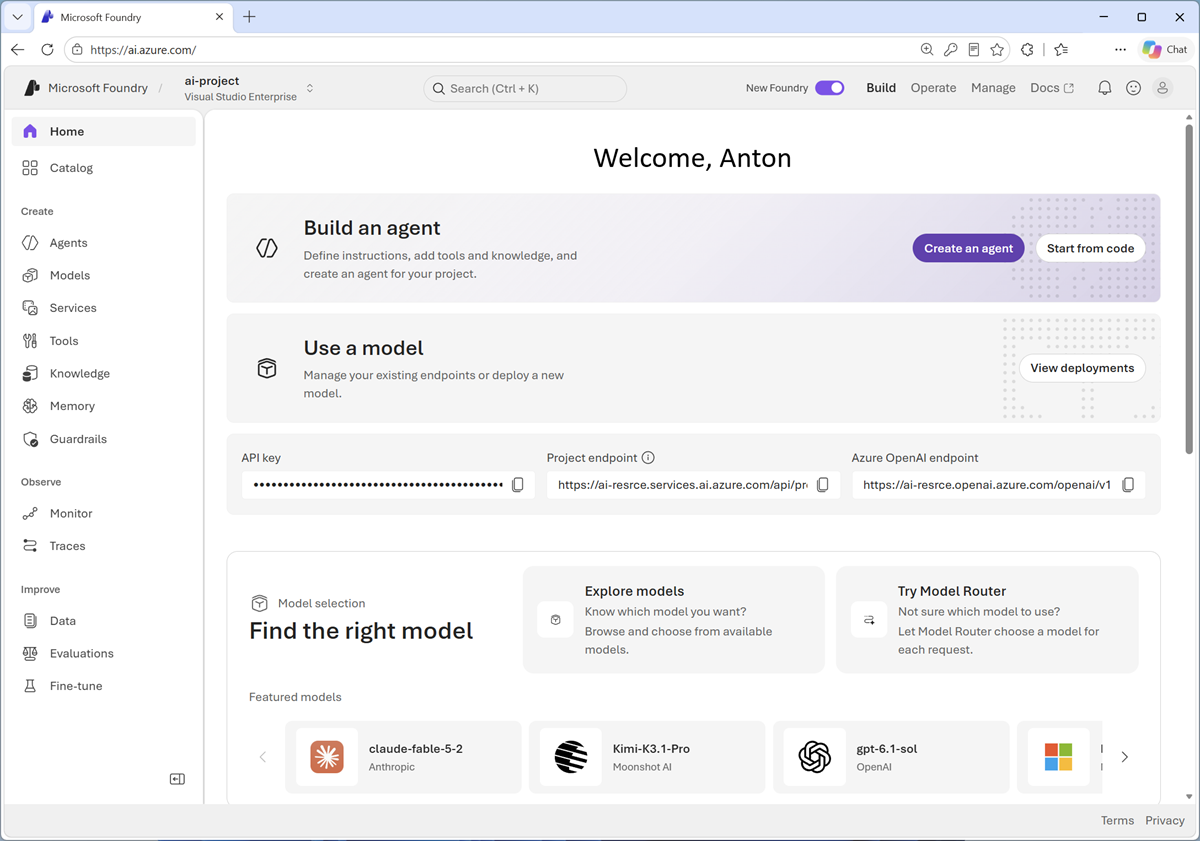 Microsoft Foundry
https://ai.azure.com/
Chat
Microsoft Foundry /
ai-project
Visual Studio Enterprise
Search (Ctrl + K)
New Foundry
Build
Operate
Manage
Docs
Home
Catalog
Create
Agents
Models
Services
Tools
Knowledge
Memory
Guardrails
Observe
Monitor
Traces
Improve
Data
Evaluations
Fine-tune
Welcome, Anton
Build an agent
Define instructions, add tools and knowledge, and
create an agent for your project.
Create an agent
Start from code
Use a model
Manage your existing endpoints or deploy a new
model.
View deployments
API key
Project endpoint
https://ai-resrce.services.ai.azure.com/api/pr
Azure OpenAI endpoint
https://ai-resrce.openai.azure.com/openai/v1
Model selection
Find the right model
Explore models
Know which model you want?
Browse and choose from available
models.
Try Model Router
Not sure which model to use?
Let Model Router choose a model for
each request.
Featured models
claude-fable-5-2
Anthropic
Kimi-K3.1-Pro
Moonshot AI
gpt-6.1-sol
OpenAI
Terms
Privacy